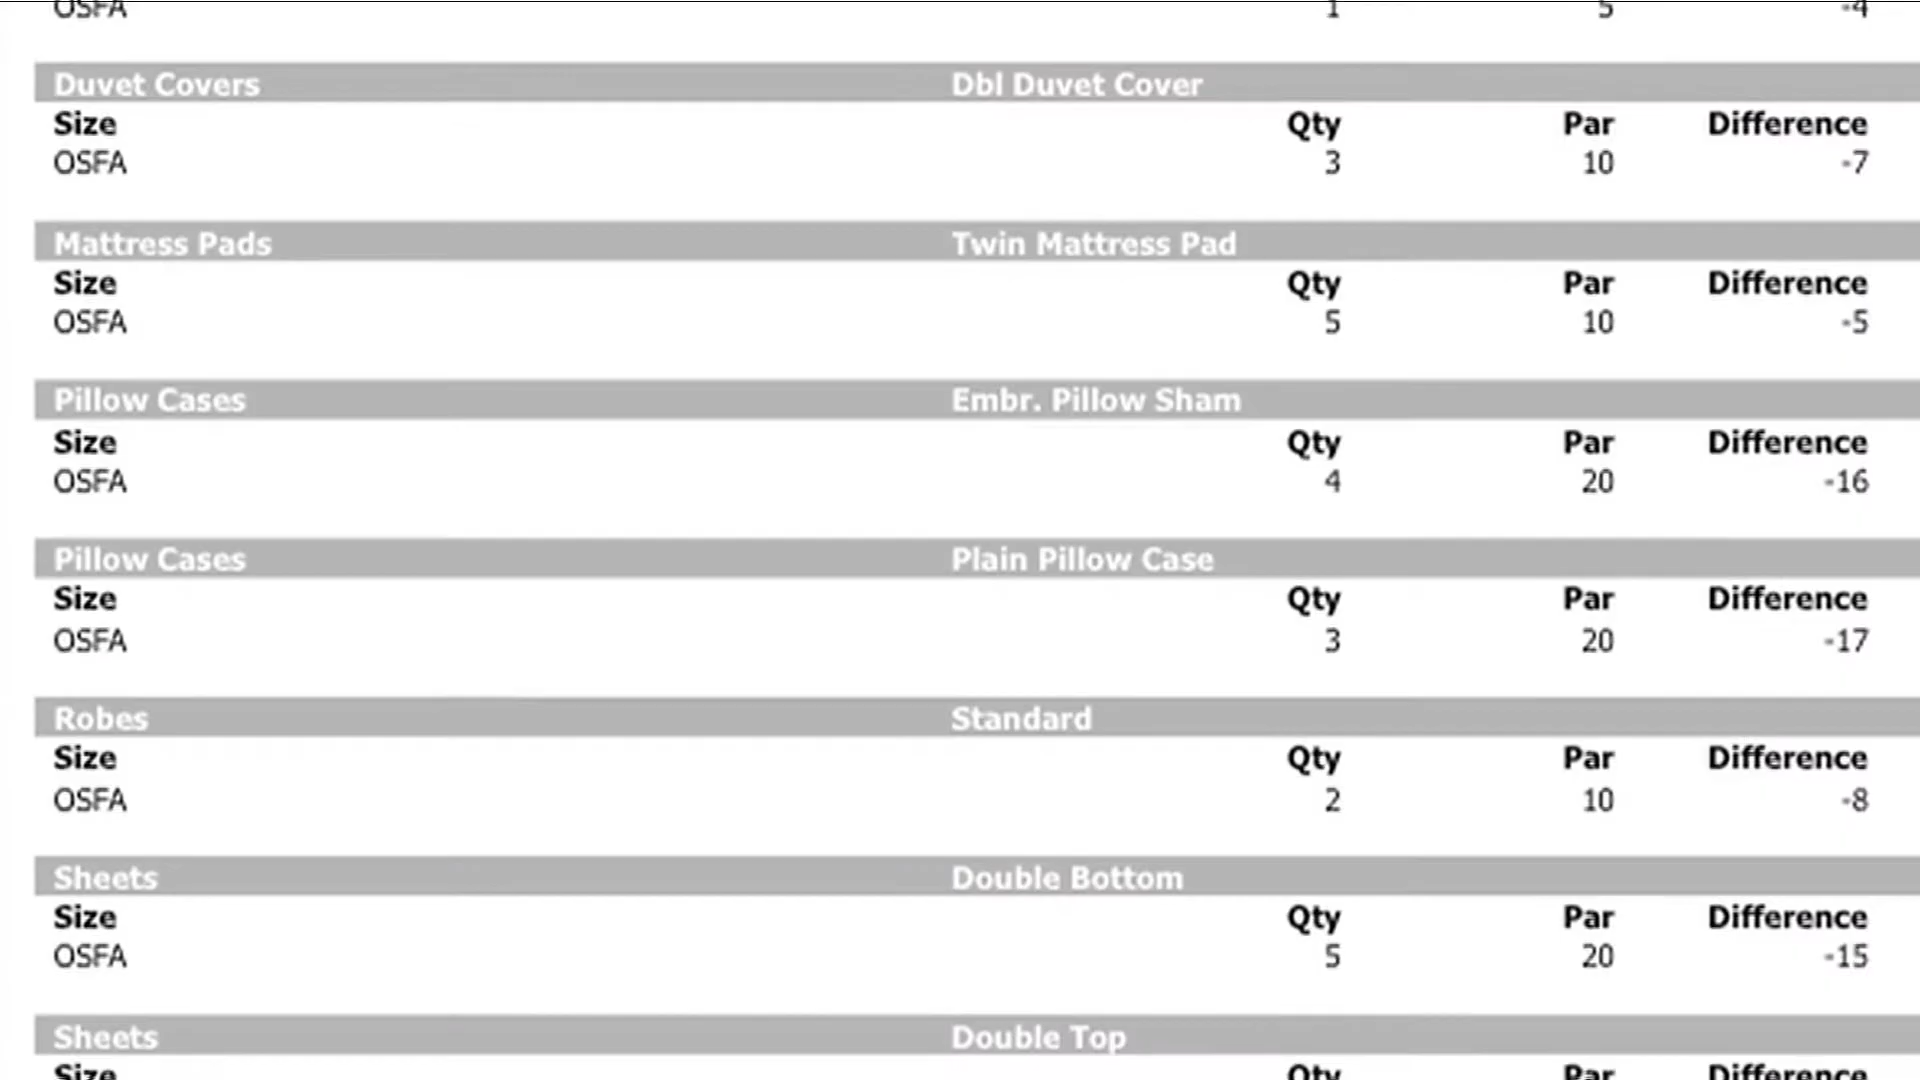 OSFA 1 5 -4
Duvet Covers Dbl Duvet Cover
Size Qty Par Difference
OSFA 3 10 -7
Mattress Pads Twin Mattress Pad
Size Qty Par Difference
OSFA 5 10 -5
Pillow Cases Embr. Pillow Sham
Size Qty Par Difference
OSFA 4 20 -16
Pillow Cases Plain Pillow Case
Size Qty Par Difference
OSFA 3 20 -17
Robes Standard
Size Qty Par Difference
OSFA 2 10 -8
Sheets Double Bottom
Size Qty Par Difference
OSFA 5 20 -15
Sheets Double Top
Size Qty Par Difference